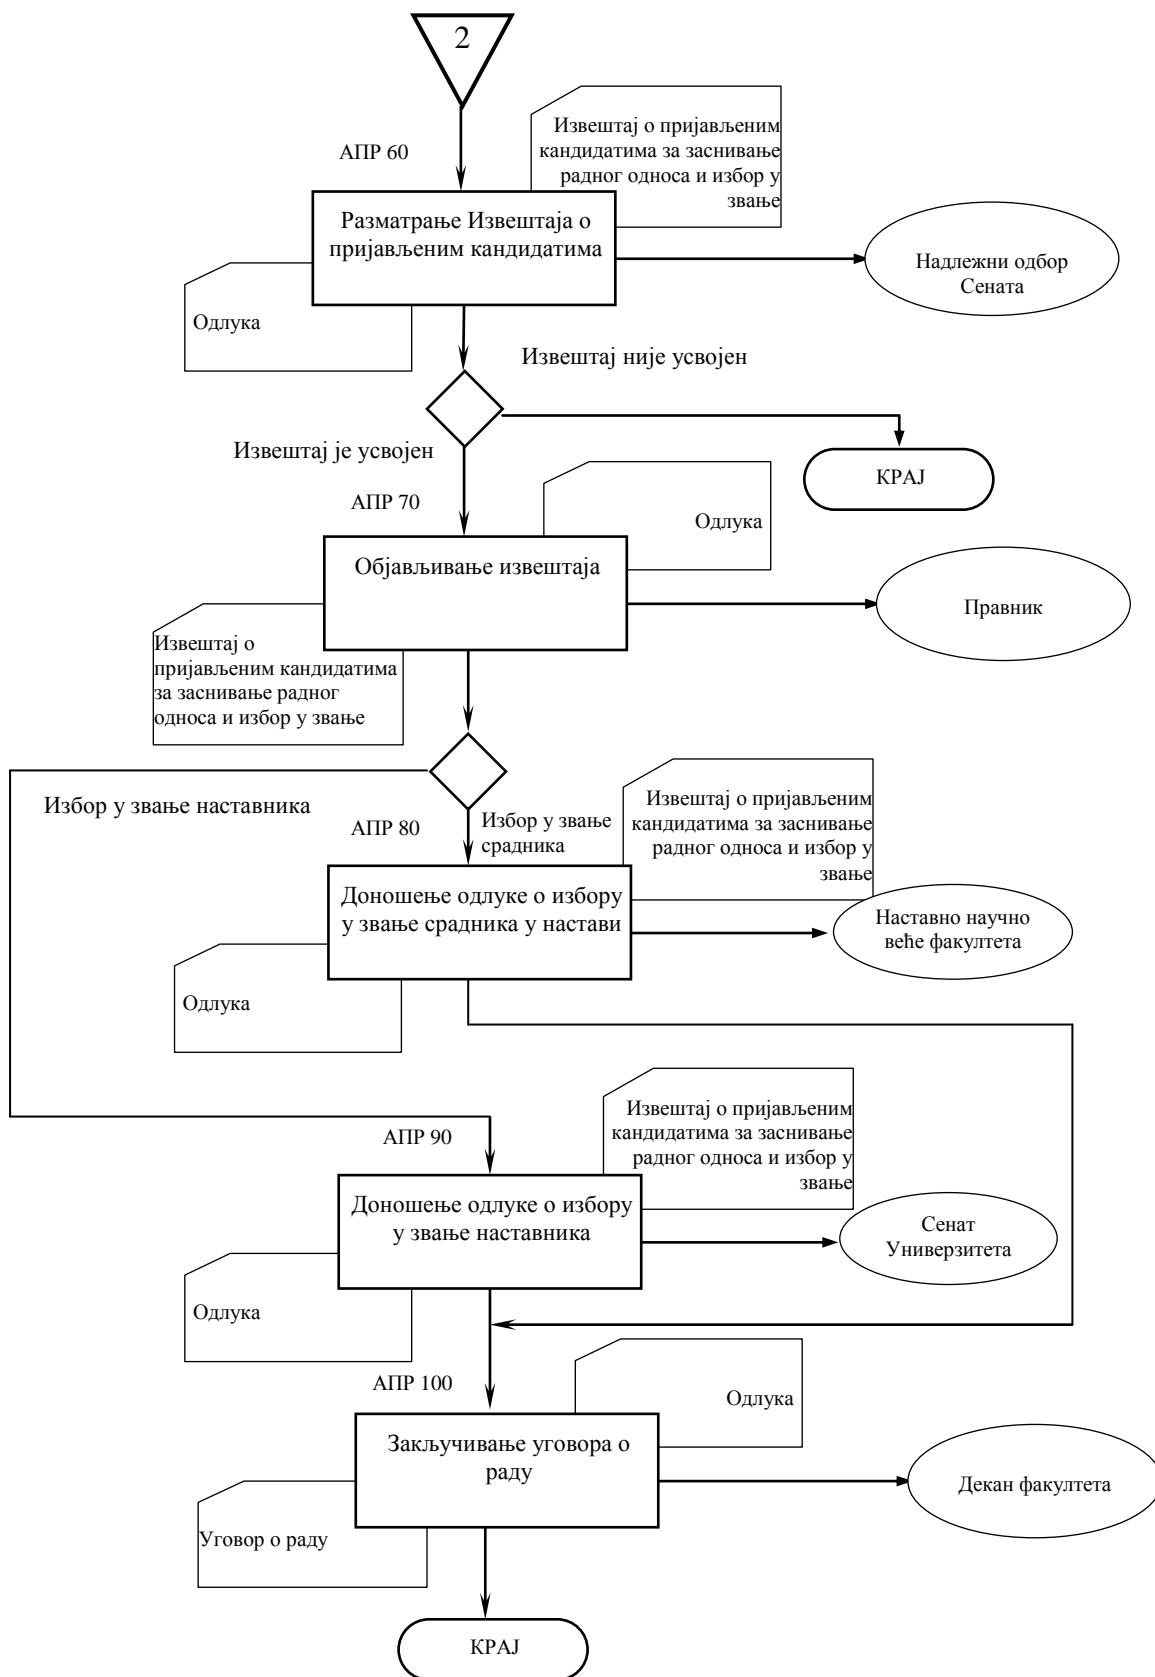 2
АПР 60
Извештај о пријављеним
кандидатима за заснивање
радног односа и избор у
звање
Разматрање Извештаја о
пријављеним кандидатима
Надлежни одбор
Сената
Одлука
Извештај није усвојен
Извештај је усвојен
КРАЈ
АПР 70
Одлука
Објављивање извештаја
Правник
Извештај о
пријављеним кандидатима
за заснивање радног
односа и избор у звање
Избор у звање наставника
АПР 80
Избор у звање
срадника
Извештај о пријављеним
кандидатима за заснивање
радног односа и избор у
звање
Доношење одлуке о избору
у звање срадника у настави
Наставно научно
веће факултета
Одлука
АПР 90
Извештај о пријављеним
кандидатима за заснивање
радног односа и избор у
звање
Доношење одлуке о избору
у звање наставника
Сенат
Универзитета
Одлука
АПР 100
Одлука
Закључивање уговора о
раду
Декан факултета
Уговор о раду
КРАЈ